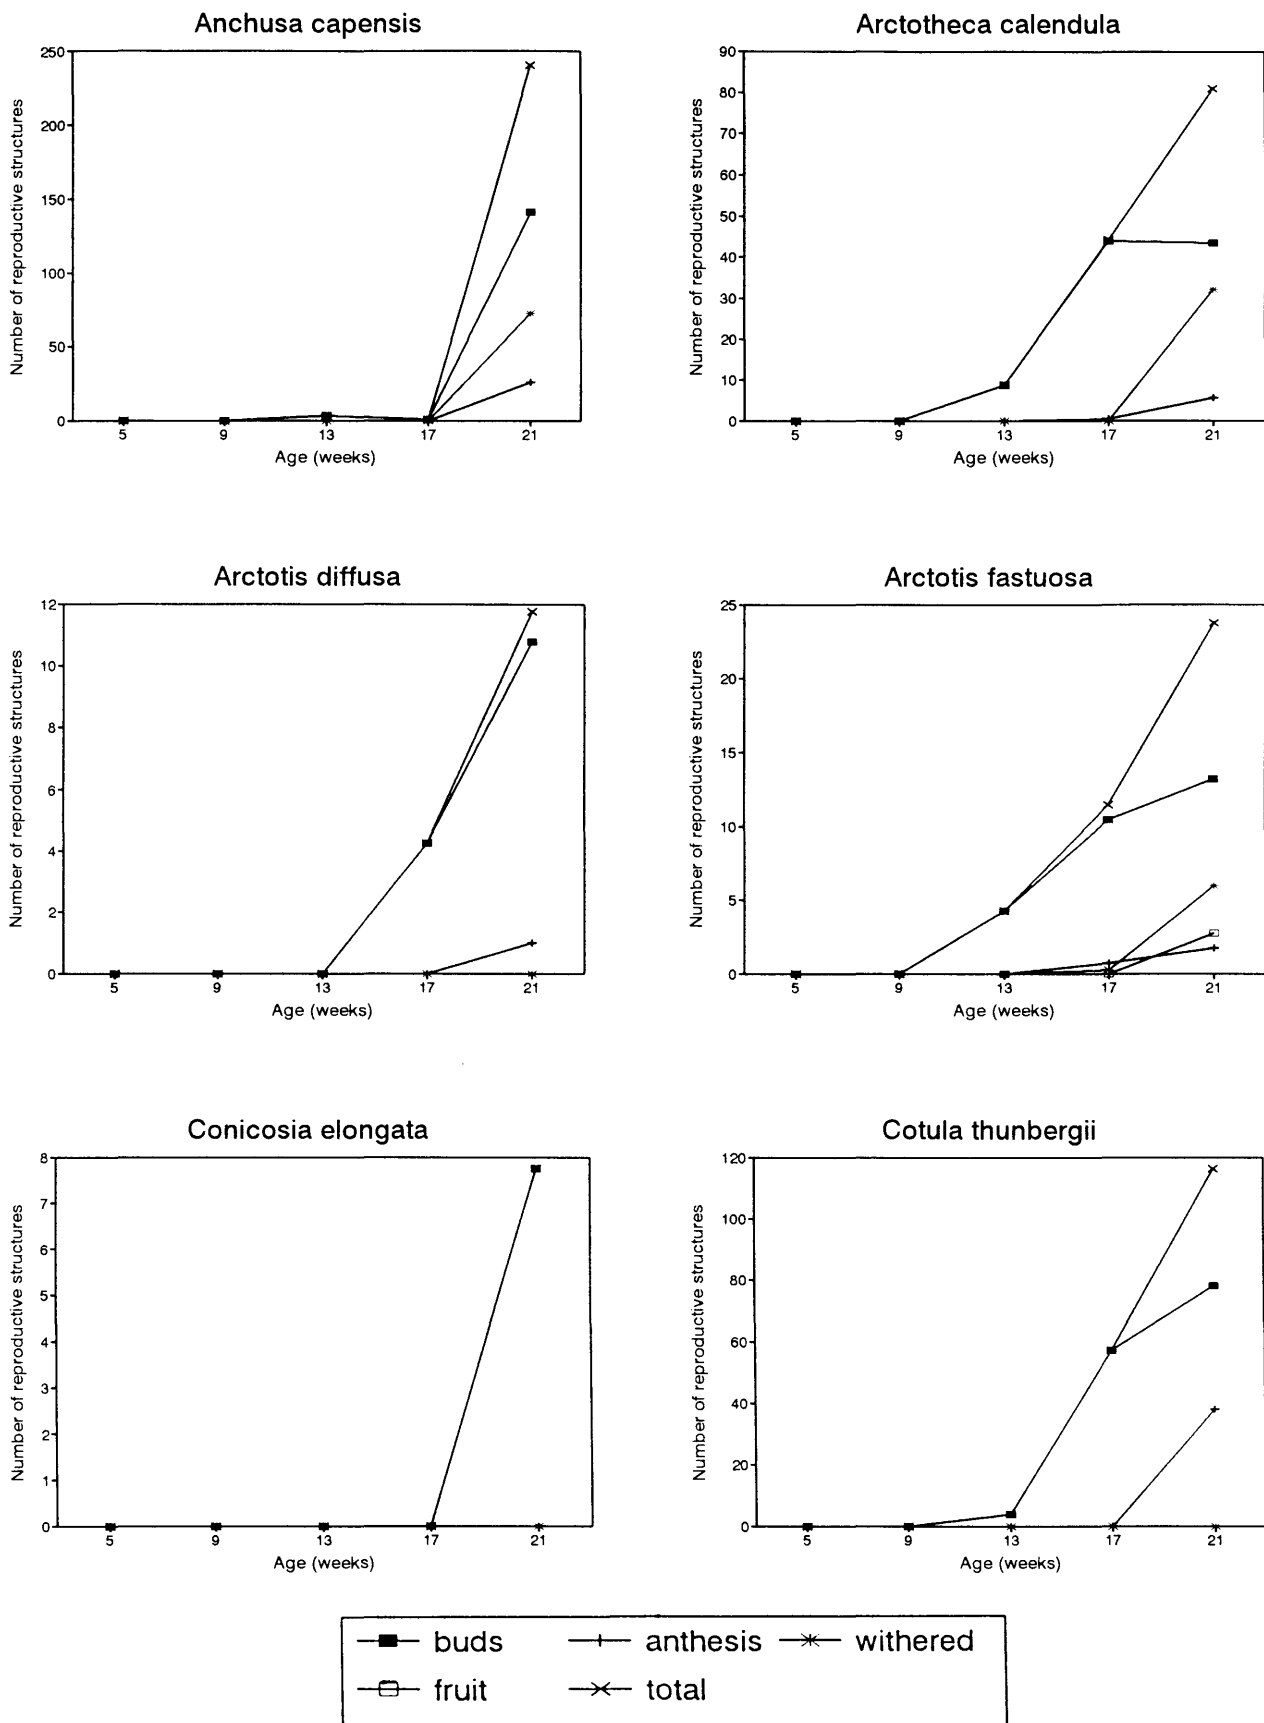 Anchusa capensis
250
200
150
100
50
0
5 9 13 17 21
Age (weeks)
Number of reproductive structures
Arctotheca calendula
90
80
70
60
50
40
30
20
10
0
5 9 13 17 21
Age (weeks)
Number of reproductive structures
Arctotis diffusa
12
10
8
6
4
2
0
5 9 13 17 21
Age (weeks)
Number of reproductive structures
Arctotis fastuosa
25
20
15
10
5
0
5 9 13 17 21
Age (weeks)
Number of reproductive structures
Conicosia elongata
8
7
6
5
4
3
2
1
0
5 9 13 17 21
Age (weeks)
Number of reproductive structures
Cotula thunbergii
120
100
80
60
40
20
0
5 9 13 17 21
Age (weeks)
Number of reproductive structures
buds anthesis withered
fruit total